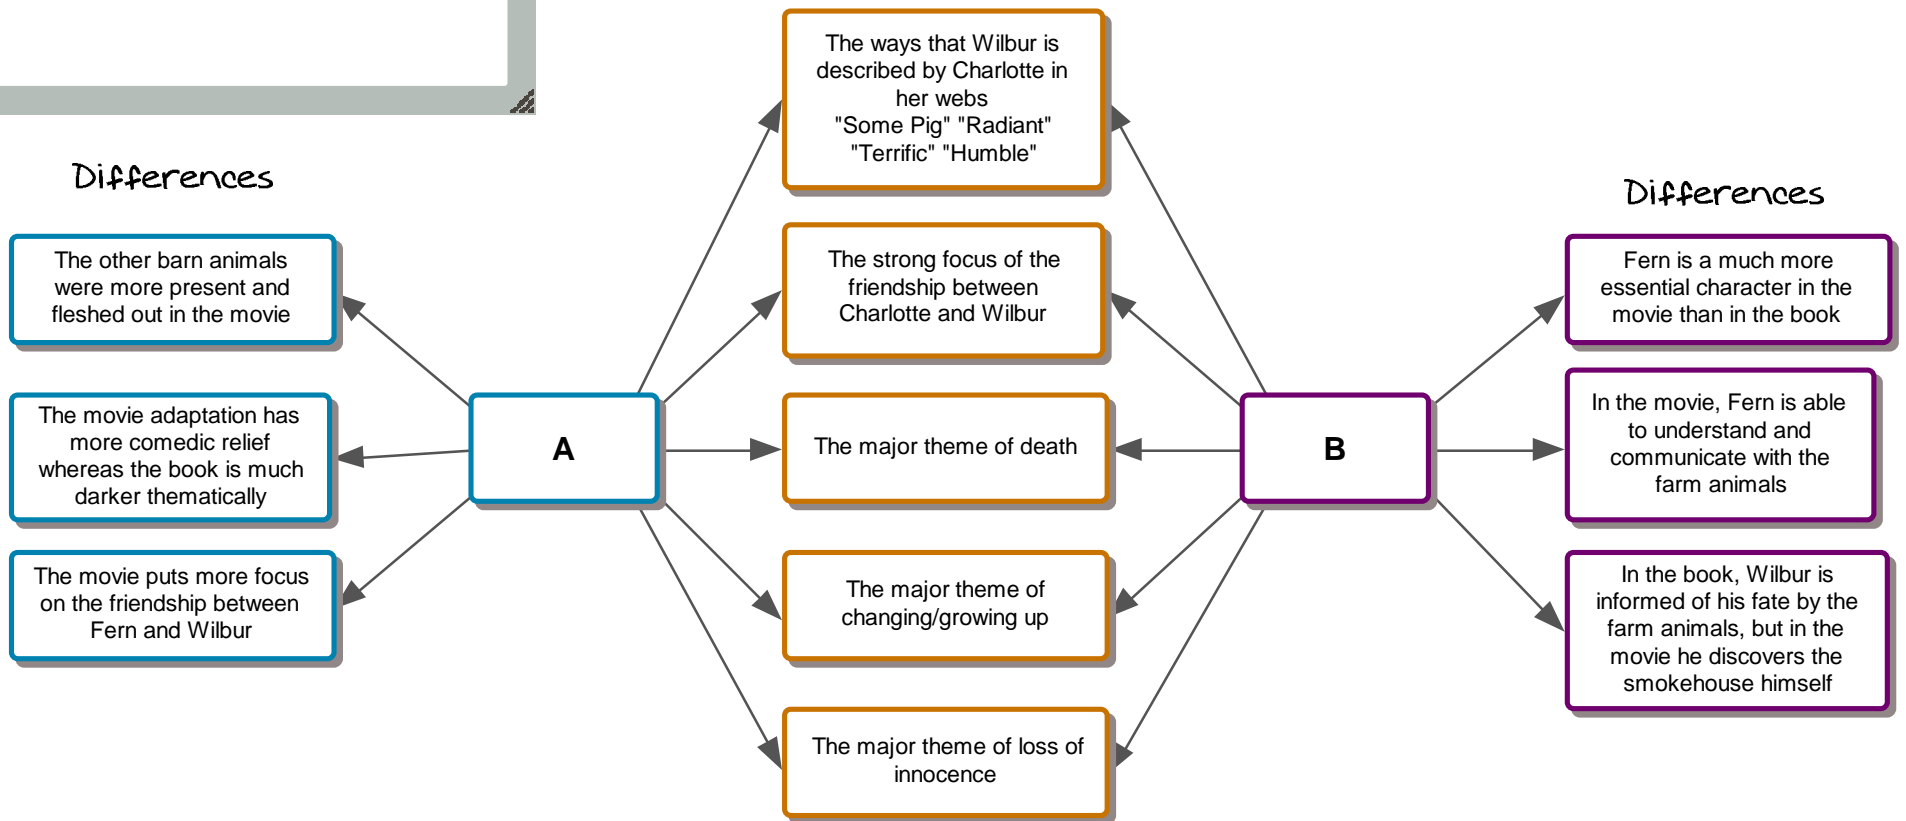 The ways that Wilbur is
described by Charlotte in
her webs
"Some Pig" "Radiant"
"Terrific" "Humble"
Differences
The other barn animals
were more present and
fleshed out in the movie
The movie adaptation has
more comedic relief
whereas the book is much
darker thematically
The movie puts more focus
on the friendship between
Fern and Wilbur
A
The strong focus of the
friendship between
Charlotte and Wilbur
The major theme of death
The major theme of
changing/growing up
The major theme of loss of
innocence
B
Differences
Fern is a much more
essential character in the
movie than in the book
In the movie, Fern is able
to understand and
communicate with the
farm animals
In the book, Wilbur is
informed of his fate by the
farm animals, but in the
movie he discovers the
smokehouse himself